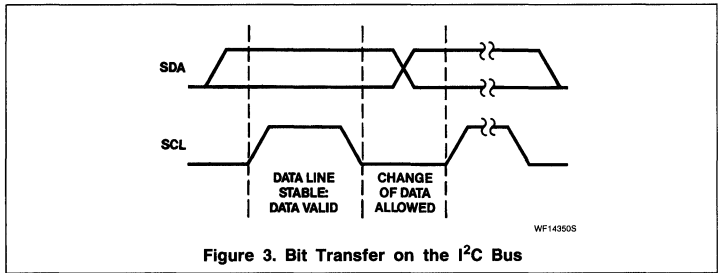 SDA
SCL
DATA LINE
STABLE:
DATA VALID
CHANGE
OF DATA
ALLOWED
WF14350S
Figure 3. Bit Transfer on the I²C Bus